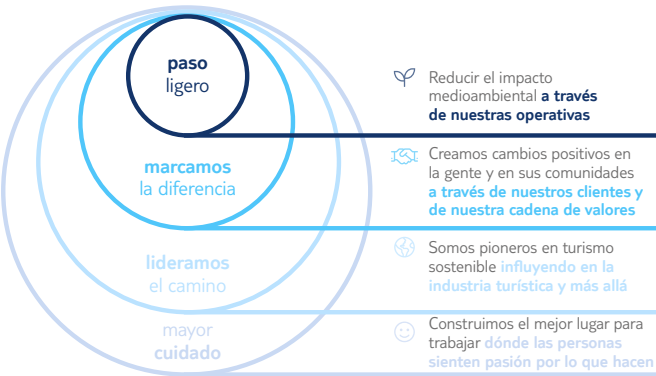 paso
ligero
Reducir el impacto
medioambiental a través
de nuestras operativas
marcamos
la diferencia
Creamos cambios positivos en
la gente y en sus comunidades
a través de nuestros clientes y
de nuestra cadena de valores
lideramos
el camino
Somos pioneros en turismo
sostenible influyendo en la
industria turística y más allá
mayor
cuidado
Construimos el mejor lugar para
trabajar dónde las personas
sienten pasión por lo que hacen